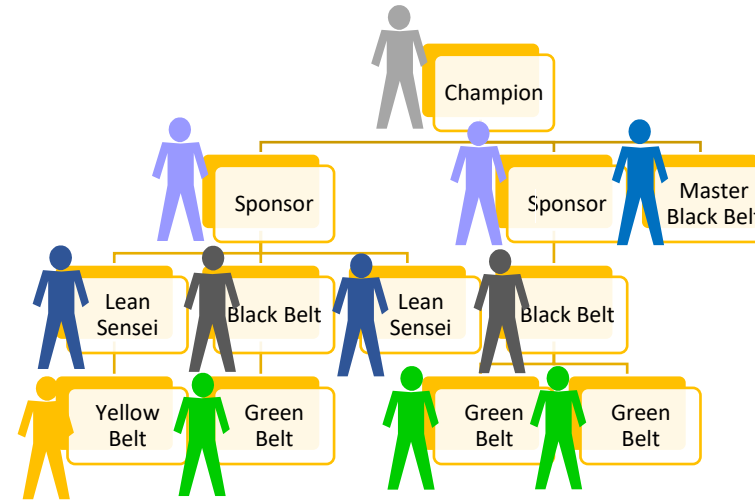 Champion
Sponsor
Sponsor
Master
Black Belt
Lean
Sensei
Black Belt
Lean
Sensei
Black Belt
Yellow
Belt
Green
Belt
Green
Belt
Green
Belt